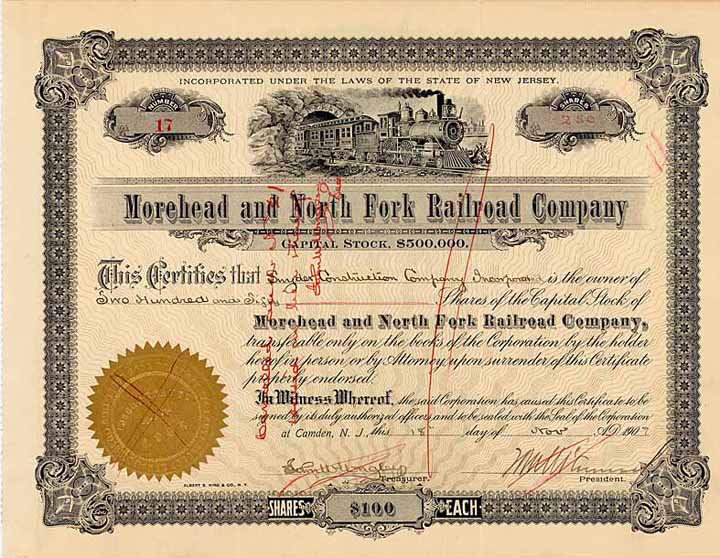 INCORPORATED UNDER THE LAWS OF THE STATE OF NEW JERSEY.
NUMBER
17
SHARES
Morehead and North Fork Railroad Company
CAPITAL STOCK, $500,000.
This Certifies that Snyder Construction Company, Incorporated is the owner of
Two Hundred and Shares of the Capital Stock of
Morehead and North Fork Railroad Company,
transferable only on the books of the Corporation by the holder
hereof in person or by Attorney upon surrender of this Certificate
properly endorsed.
In Witness Whereof, the said Corporation has caused this Certificate to be
signed by its duly authorized officers and to be sealed with the Seal of the Corporation
at Camden, N. J., this 18 day of Nov A.D. 1907
Treasurer. President.
ALBERT B. KING & CO., N. Y.
SHARES $100 EACH